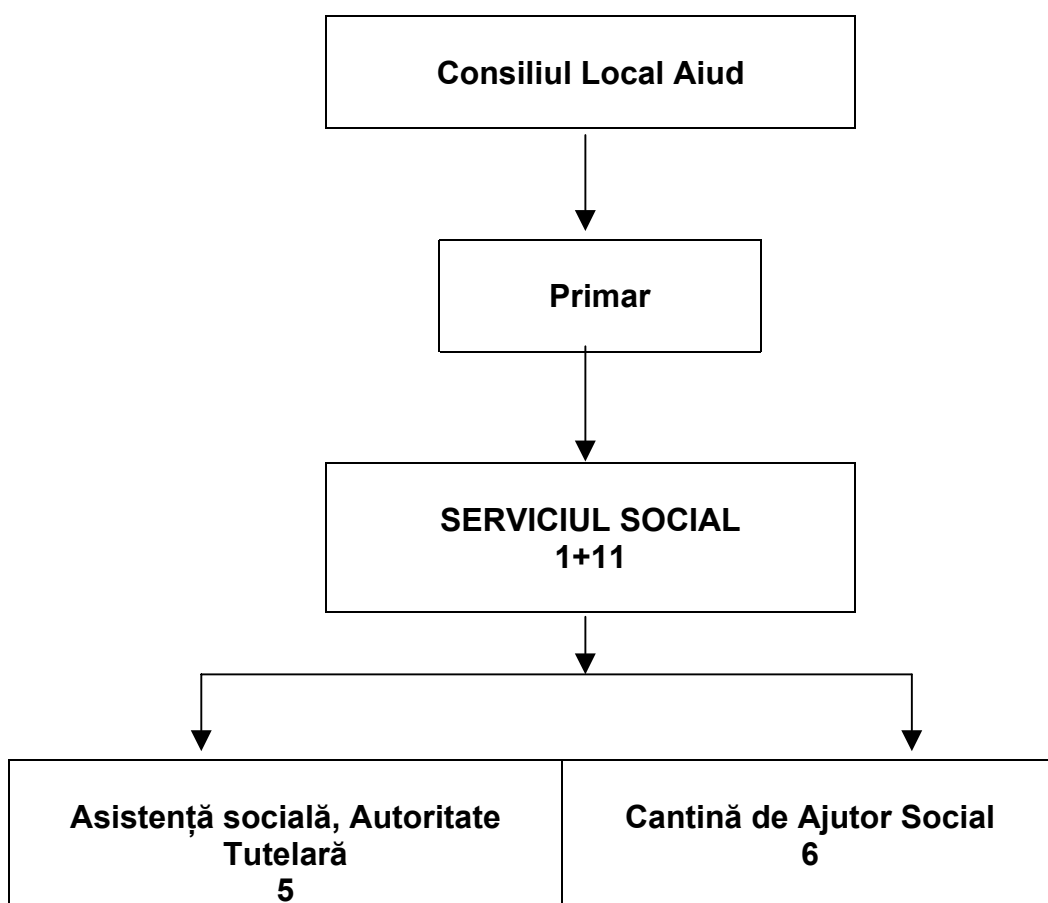 Consiliul Local Aiud
Primar
SERVICIUL SOCIAL
1+11
Asistență socială, Autoritate
Tutelară
5
Cantină de Ajutor Social
6